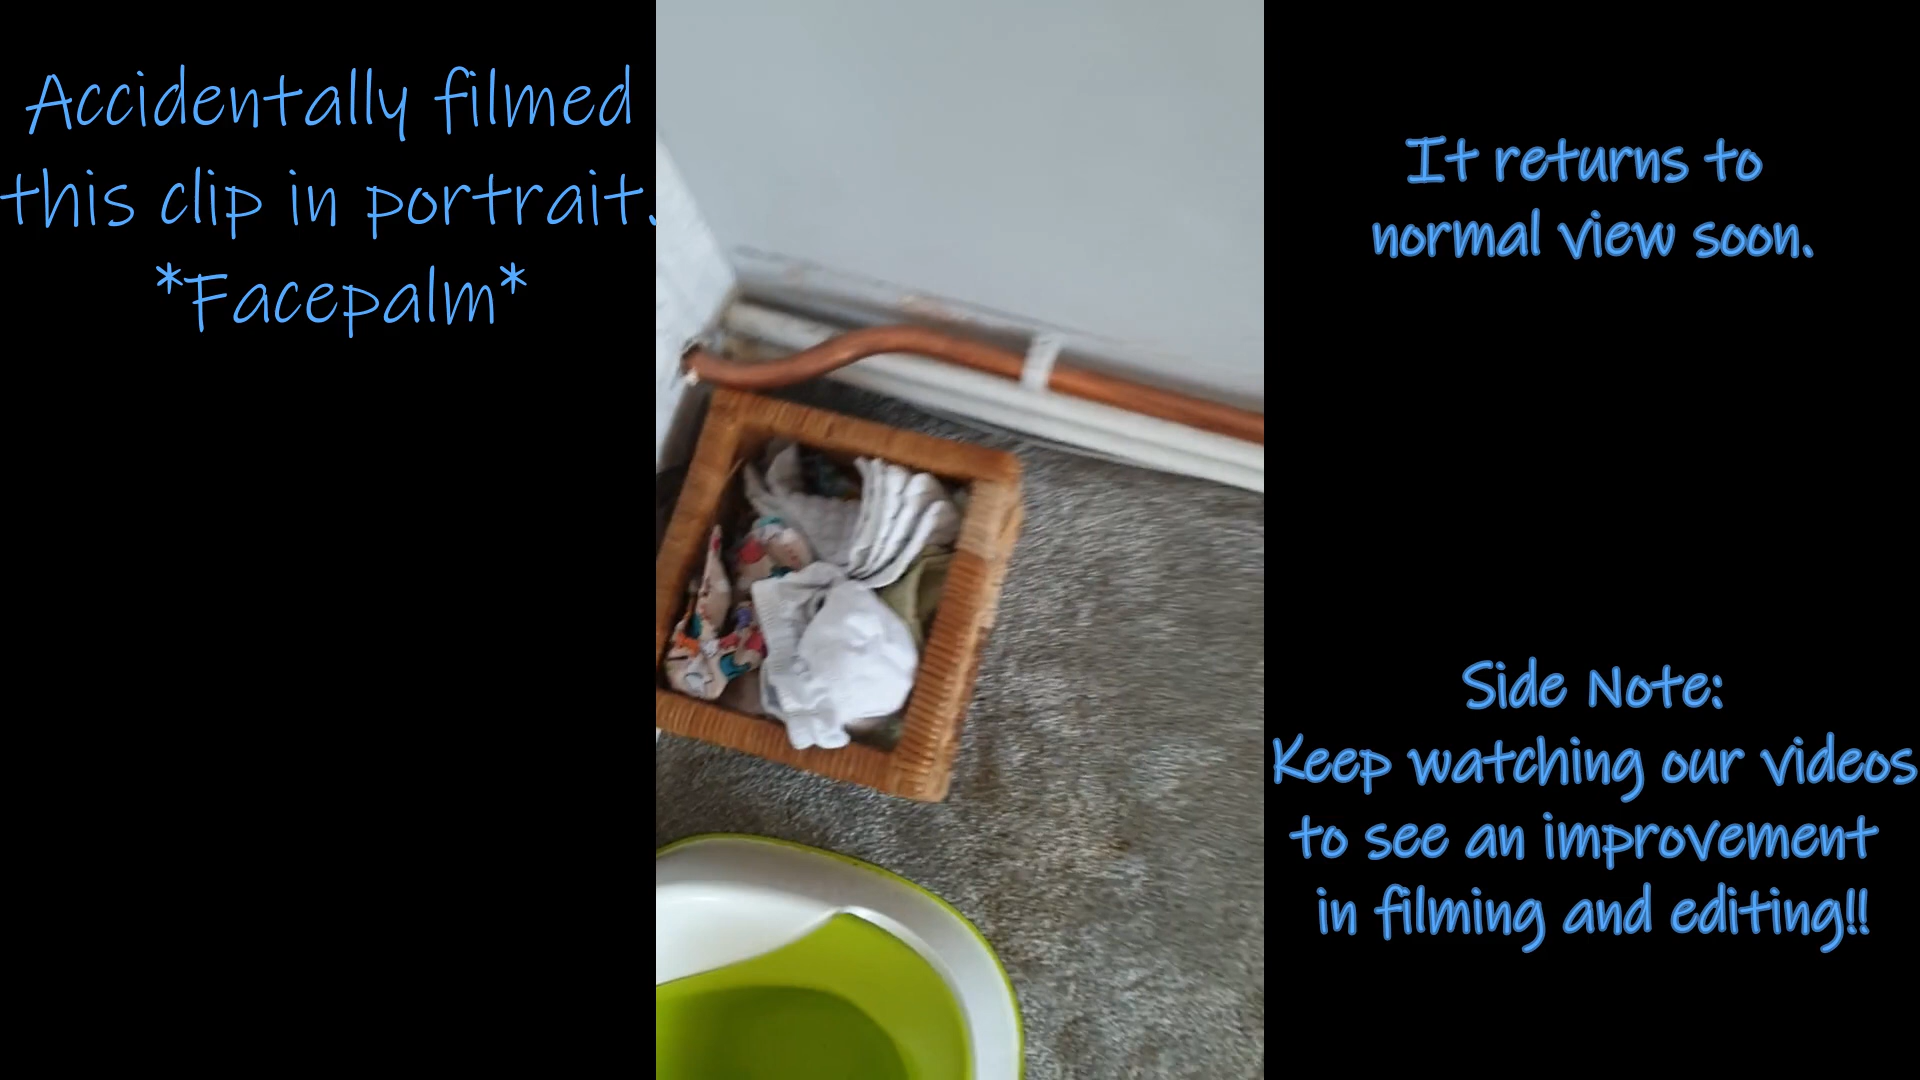 Accidentally filmed
this clip in portrait.
*Facepalm*
It returns to
normal view soon.
Side Note:
Keep watching our videos
to see an improvement
in filming and editing!!